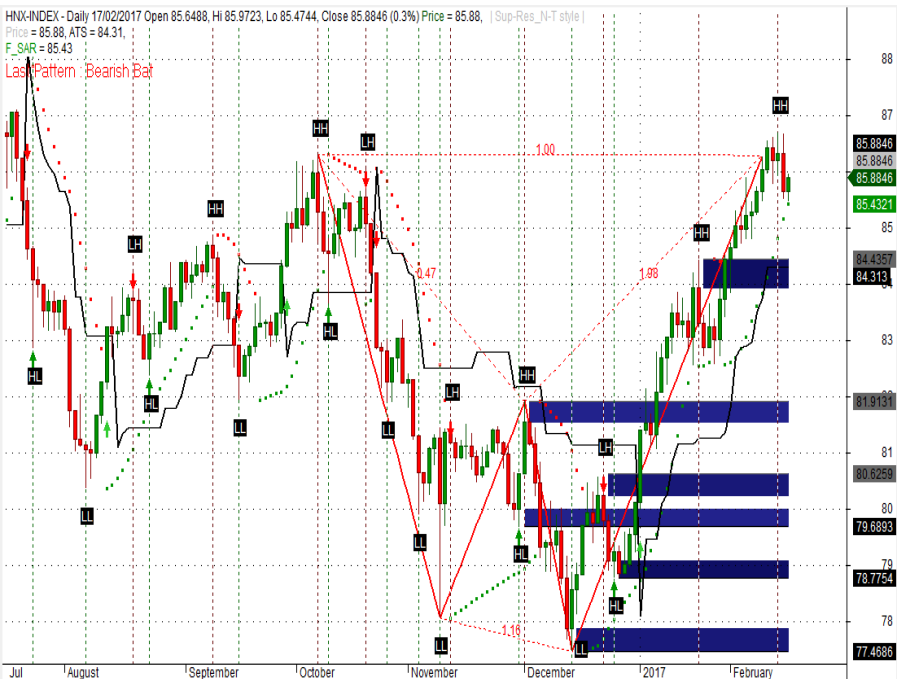 HNX-INDEX - Daily 17/02/2017 Open 85.6488, Hi 85.9723, Lo 85.4744, Close 85.8846 (0.3%) Price = 85.88, | Sup-Res_N-T style |
Price = 85.88, ATS = 84.31,
F_SAR = 85.43
Last Pattern : Bearish Bat
88
HH
87
HH
LH
1.00
85.8846
85.8846
85.8846
HH
85.4321
85
LH
HH
0.47
1.98
84.4357
84.313
HL
83
HL
HH
HL
LH
81.9131
LL
LL
LH
81
80.6259
LL
80
79.6893
LL
HL
79
78.7754
HL
78
1.16
LL
LL
77.4686
Jul August September October November December 2017 February